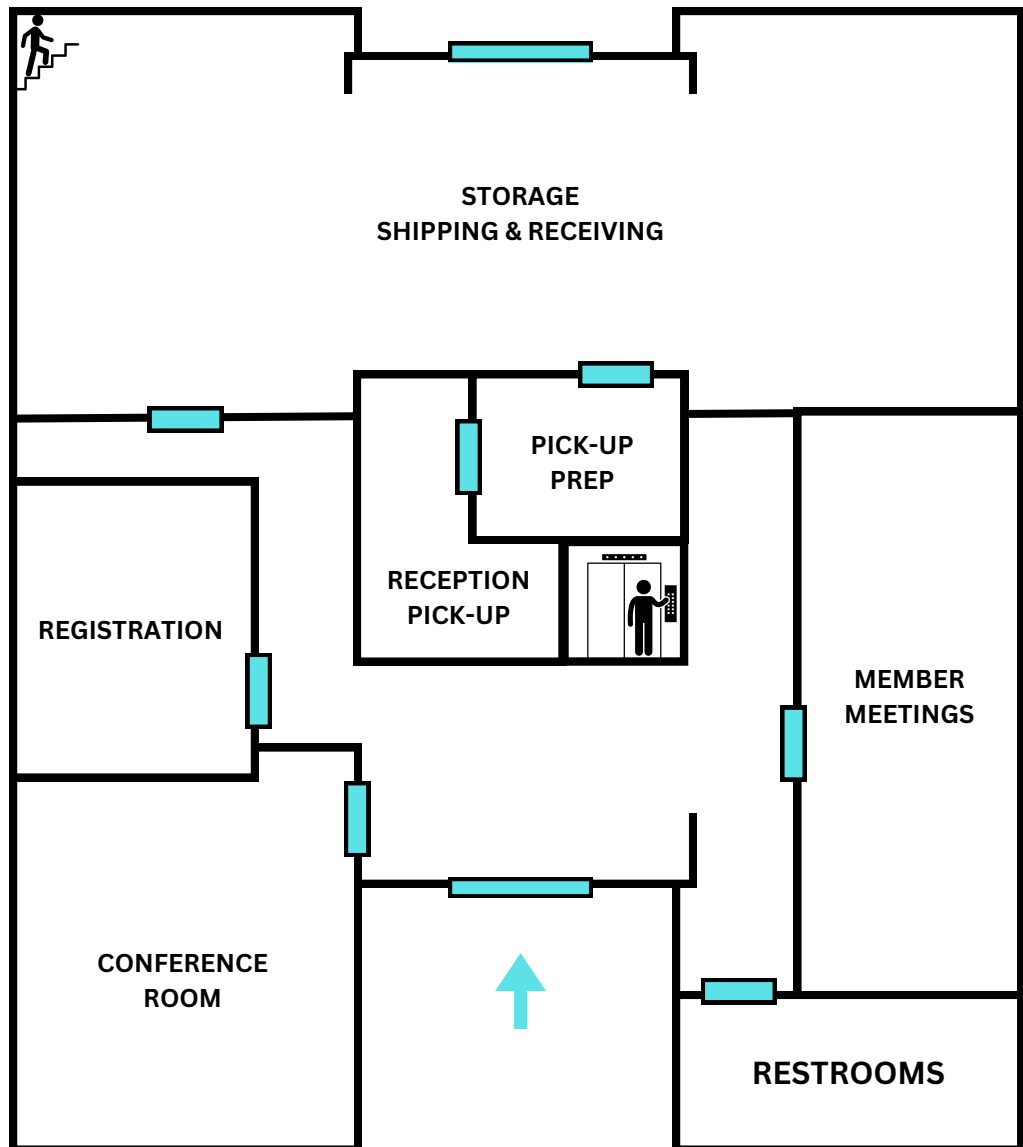 STORAGE
SHIPPING & RECEIVING
PICK-UP
PREP
RECEPTION
PICK-UP
REGISTRATION
MEMBER
MEETINGS
CONFERENCE
ROOM
RESTROOMS